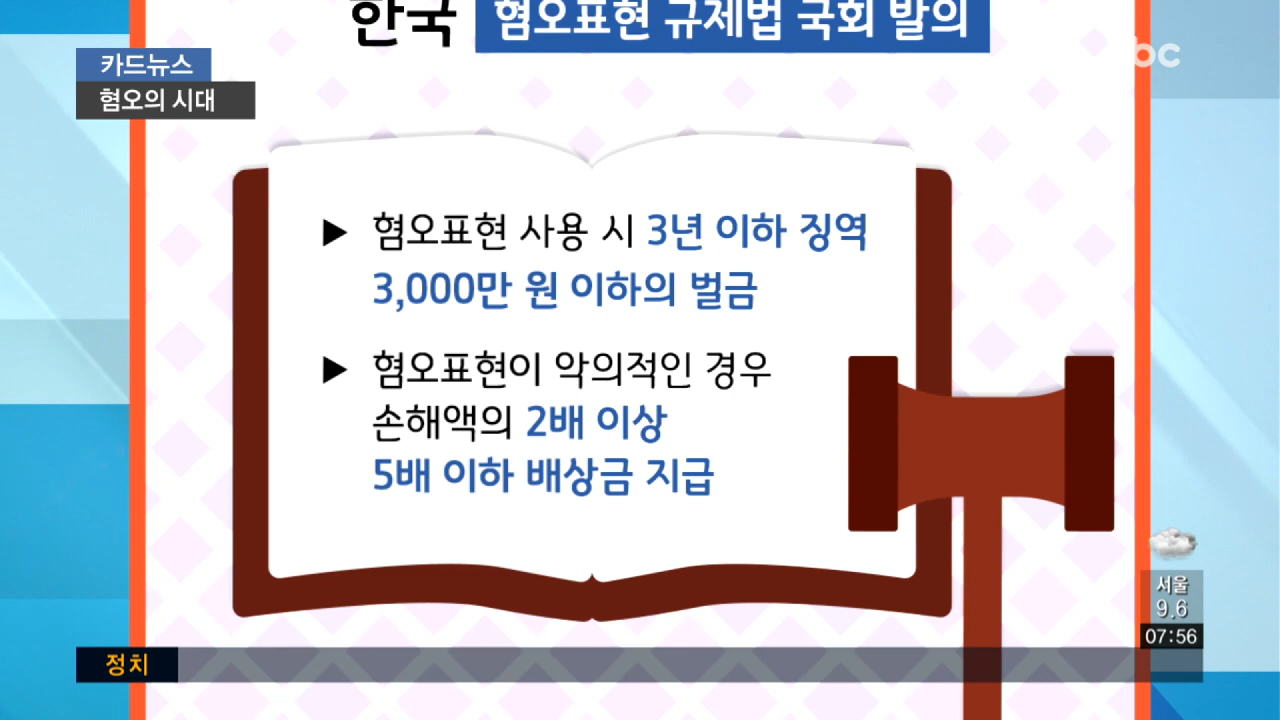 한국 혐오표현 규제법 국회 발의
카드뉴스
혐오의 시대
bc
▶ 혐오표현 사용 시 3년 이하 징역
3,000만 원 이하의 벌금
▶ 혐오표현이 악의적인 경우
손해액의 2배 이상
5배 이하 배상금 지급
서울
9.6
07:56
정치